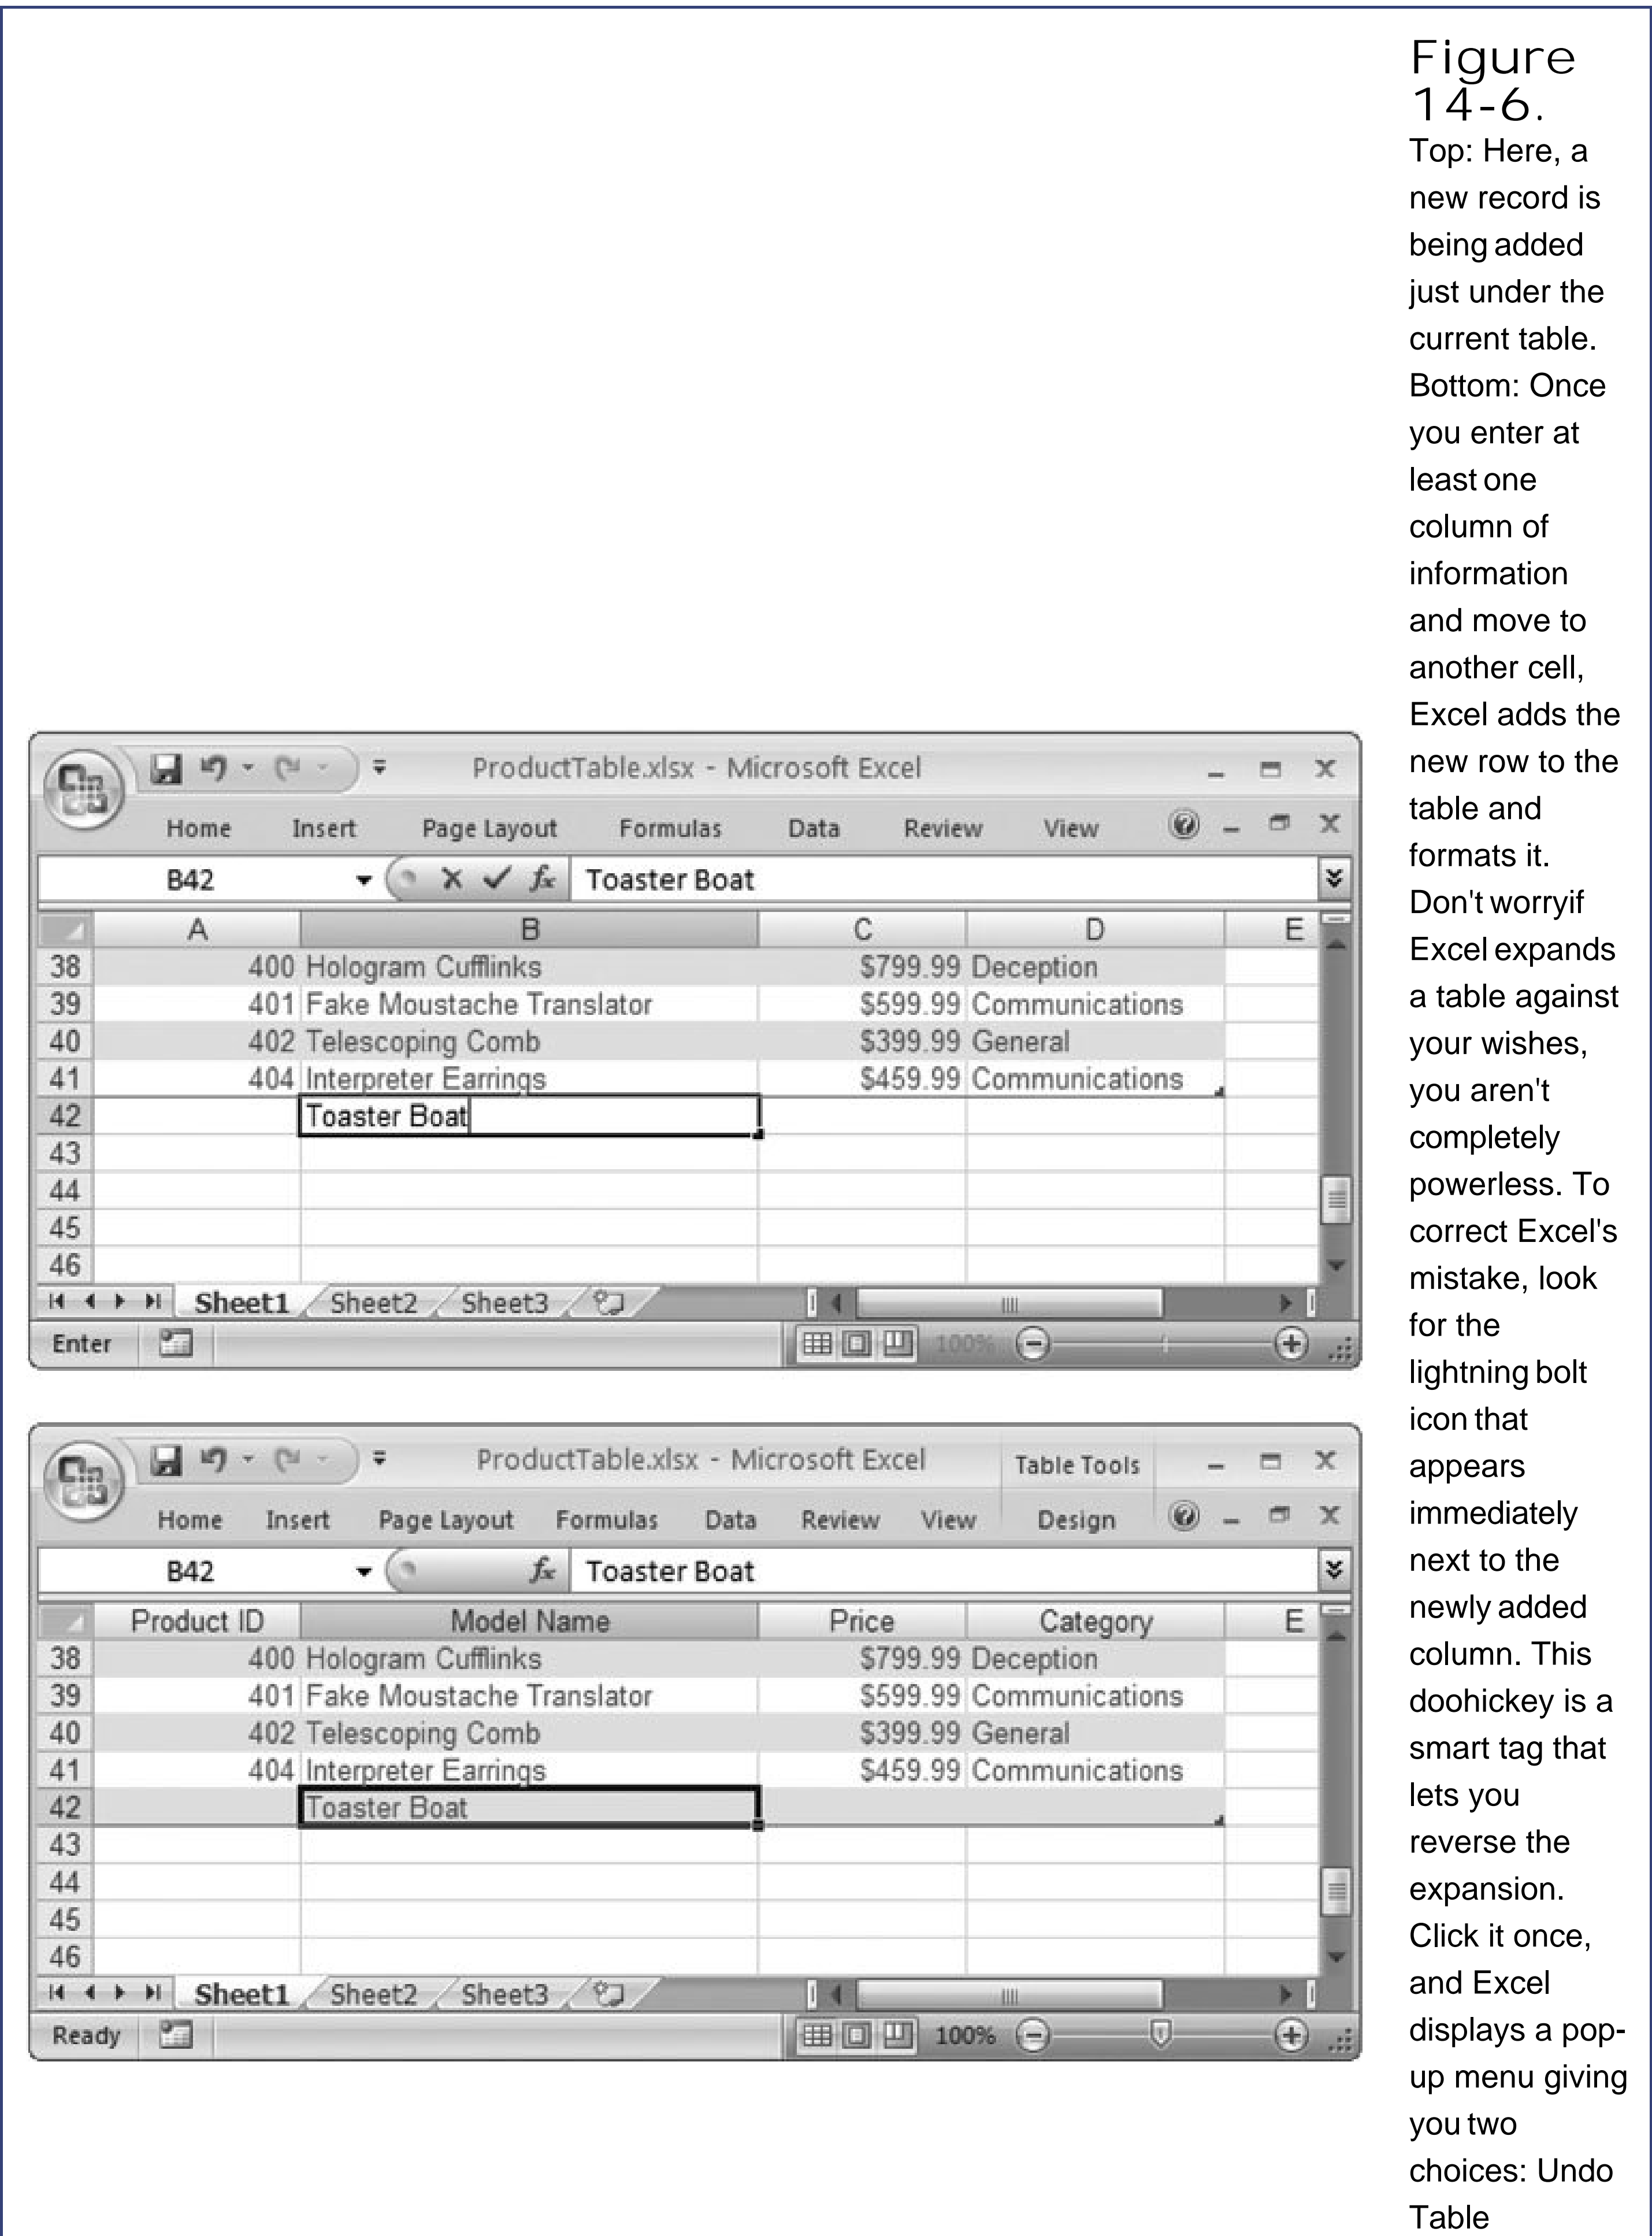 Figure
14-6.
Top: Here, a
new record is
being added
just under the
current table.
Bottom: Once
you enter at
least one
column of
information
and move to
another cell,
Excel adds the
new row to the
table and
formats it.
Don't worryif
Excel expands
a table against
your wishes,
you aren't
completely
powerless. To
correct Excel's
mistake, look
for the
lightning bolt
icon that
appears
immediately
next to the
newly added
column. This
doohickey is a
smart tag that
lets you
reverse the
expansion.
Click it once,
and Excel
displays a pop-
up menu giving
you two
choices: Undo
Table
ProductTable.xlsx - Microsoft Excel
Home Insert Page Layout Formulas Data Review View
B42 fx Toaster Boat
A B C D E
38 400 Hologram Cufflinks $799.99 Deception
39 401 Fake Moustache Translator $599.99 Communications
40 402 Telescoping Comb $399.99 General
41 404 Interpreter Earrings $459.99 Communications
42 Toaster Boat
43
44
45
46
Sheet1 Sheet2 Sheet3
Enter 100%
ProductTable.xlsx - Microsoft Excel Table Tools
Home Insert Page Layout Formulas Data Review View Design
B42 fx Toaster Boat
Product ID Model Name Price Category E
38 400 Hologram Cufflinks $799.99 Deception
39 401 Fake Moustache Translator $599.99 Communications
40 402 Telescoping Comb $399.99 General
41 404 Interpreter Earrings $459.99 Communications
42 Toaster Boat
43
44
45
46
Sheet1 Sheet2 Sheet3
Ready 100%